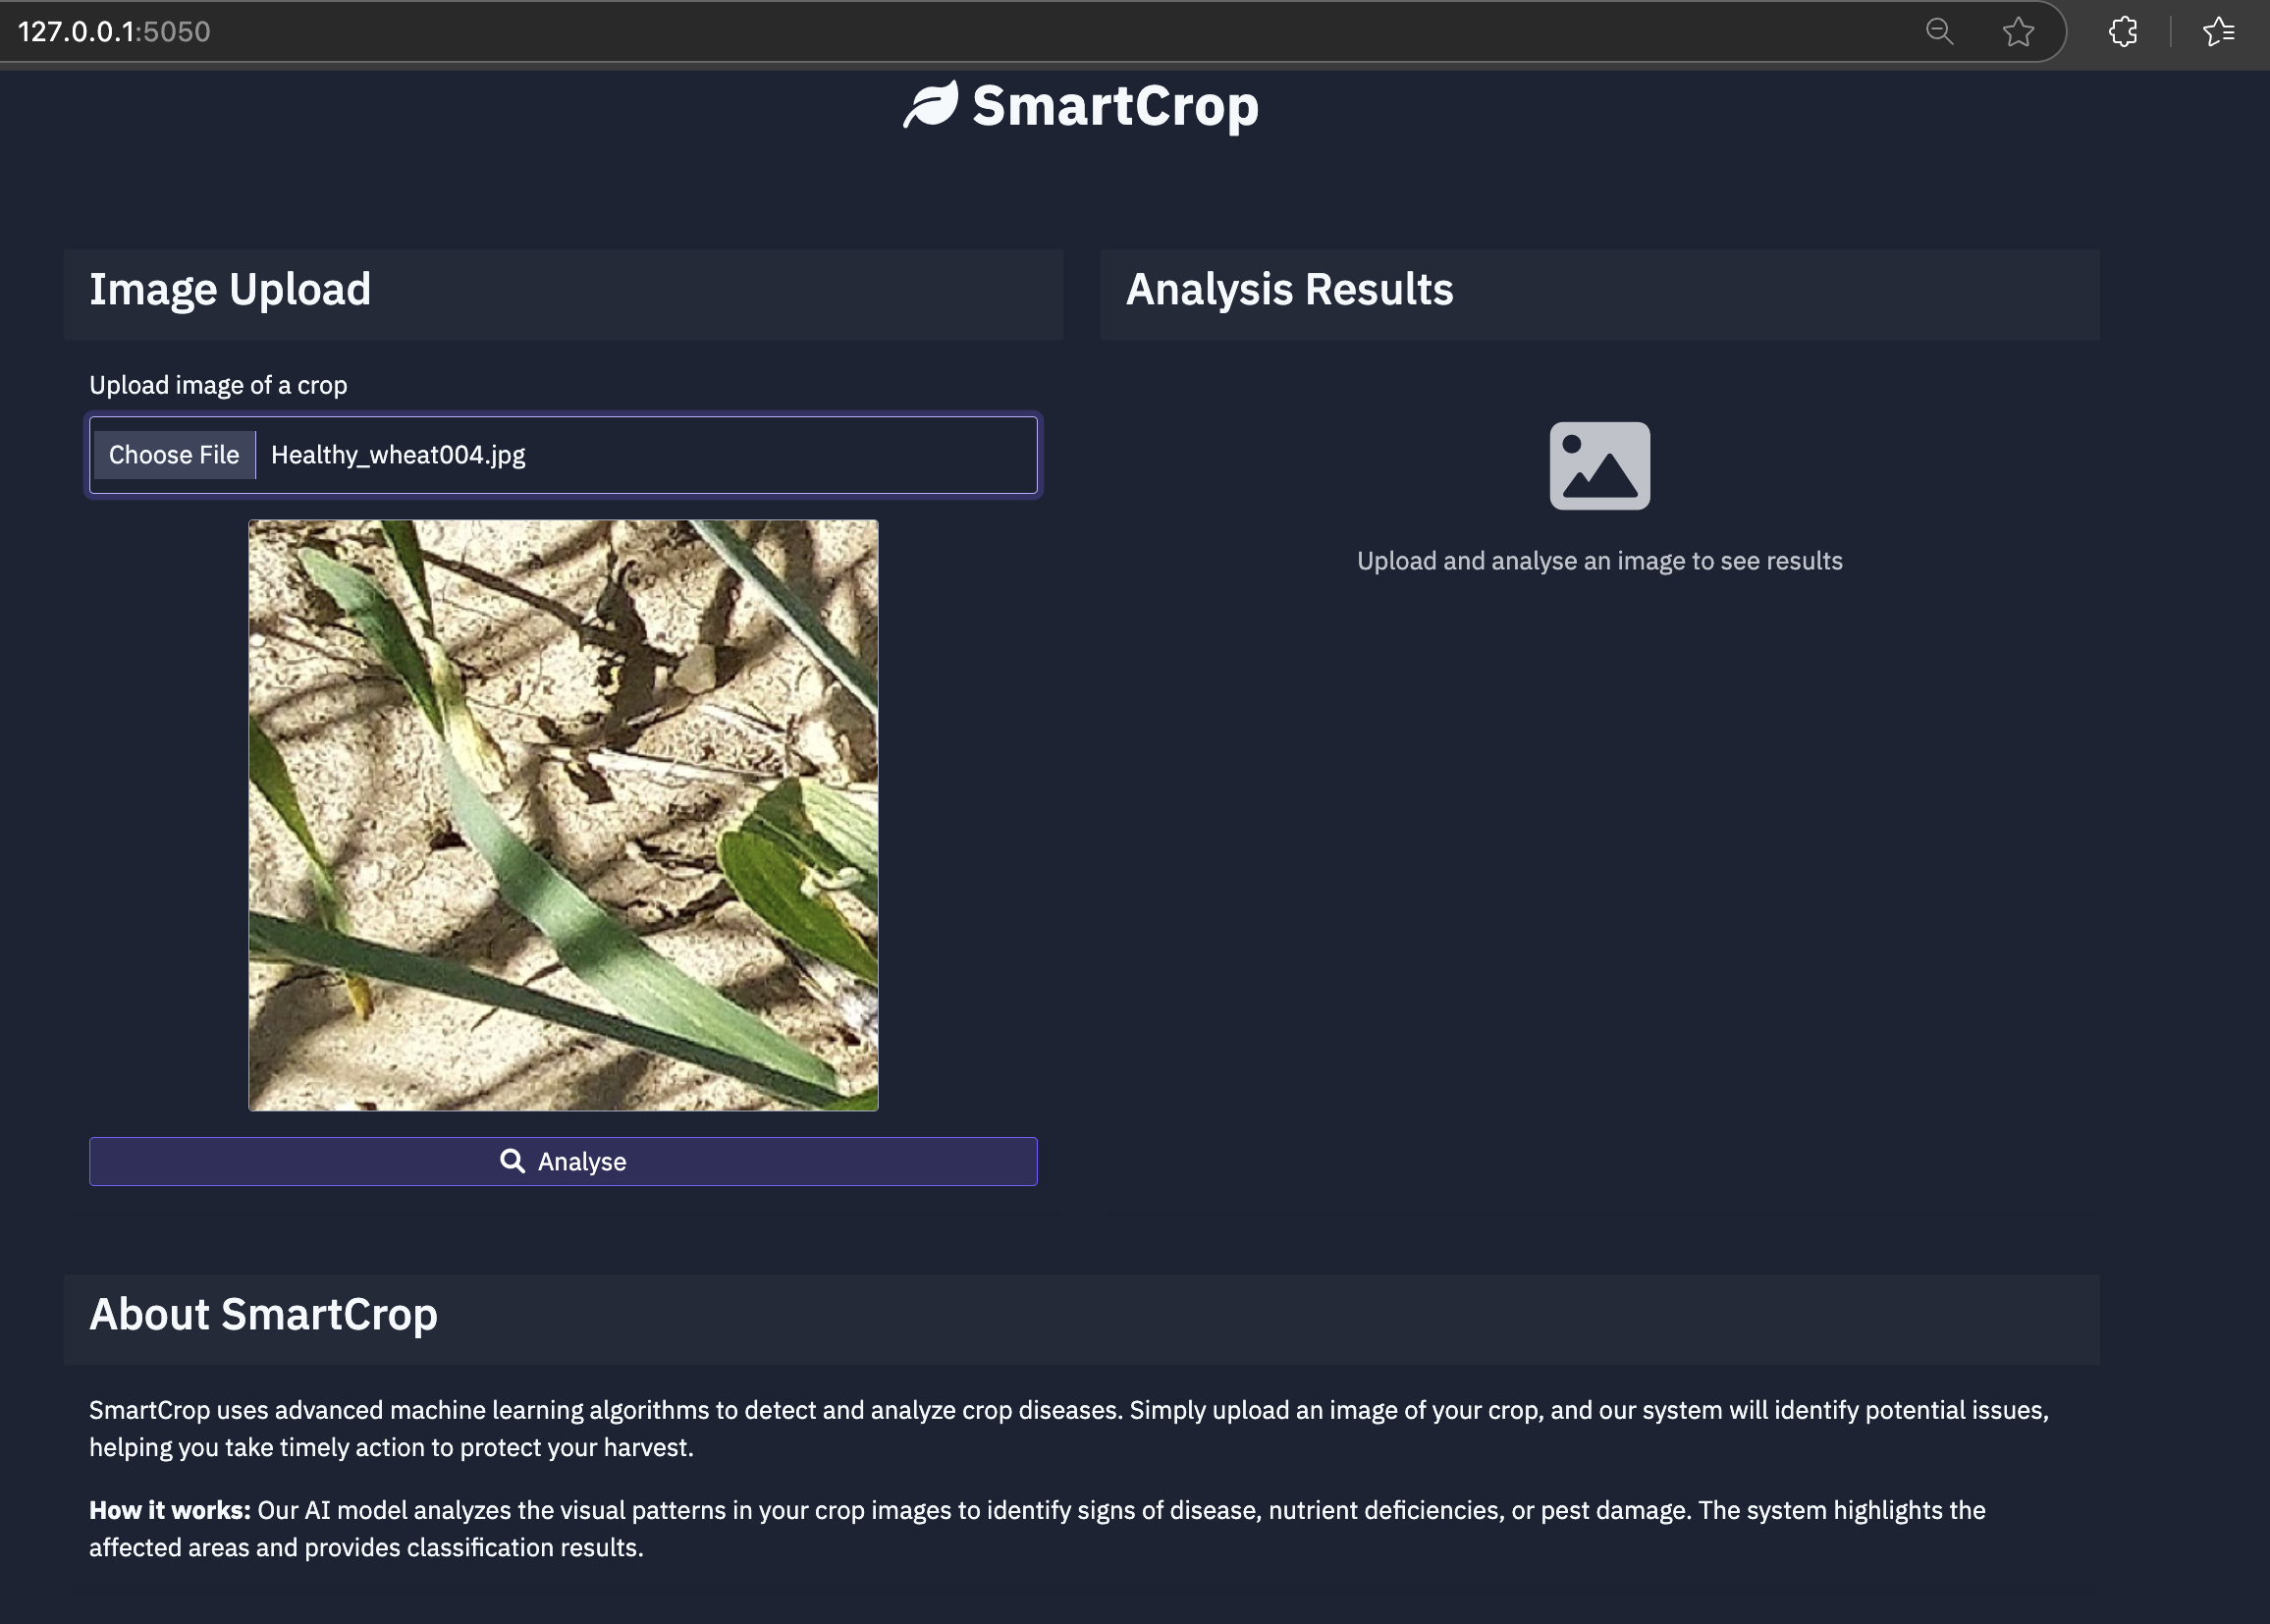 127.0.0.1:5050
SmartCrop
Image Upload
Upload image of a crop
Choose File Healthy_wheat004.jpg
Analyse
Analysis Results
Upload and analyse an image to see results
About SmartCrop
SmartCrop uses advanced machine learning algorithms to detect and analyze crop diseases. Simply upload an image of your crop, and our system will identify potential issues,
helping you take timely action to protect your harvest.
How it works: Our AI model analyzes the visual patterns in your crop images to identify signs of disease, nutrient deficiencies, or pest damage. The system highlights the
affected areas and provides classification results.